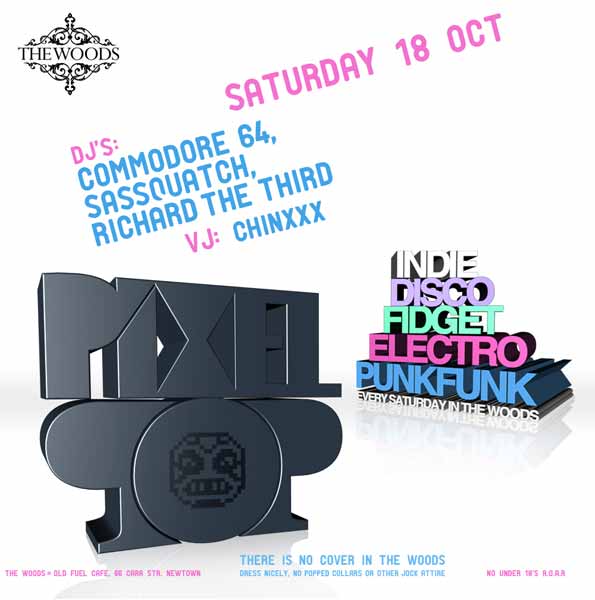 THE WOODS
SATURDAY 18 OCT
DJ'S:
COMMODORE 64,
SASSQUATCH,
RICHARD THE THIRD
VJ: CHINXXX
PIXEL
INDIE
DISCO
FIDGET
ELECTRO
PUNKFUNK
EVERY SATURDAY IN THE WOODS
THERE IS NO COVER IN THE WOODS
THE WOODS @ OLD FUEL CAFE, 66 CARR STR. NEWTOWN
DRESS NICELY, NO POPPED COLLARS OR OTHER JOCK ATTIRE
NO UNDER 18'S R.O.A.R